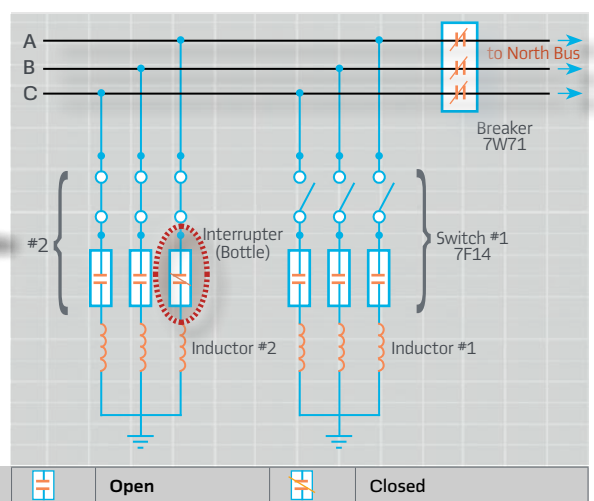 A
B
C
to North Bus
Breaker
7W71
#2
Interrupter
(Bottle)
Switch #1
7F14
Inductor #2
Inductor #1
Open
Closed